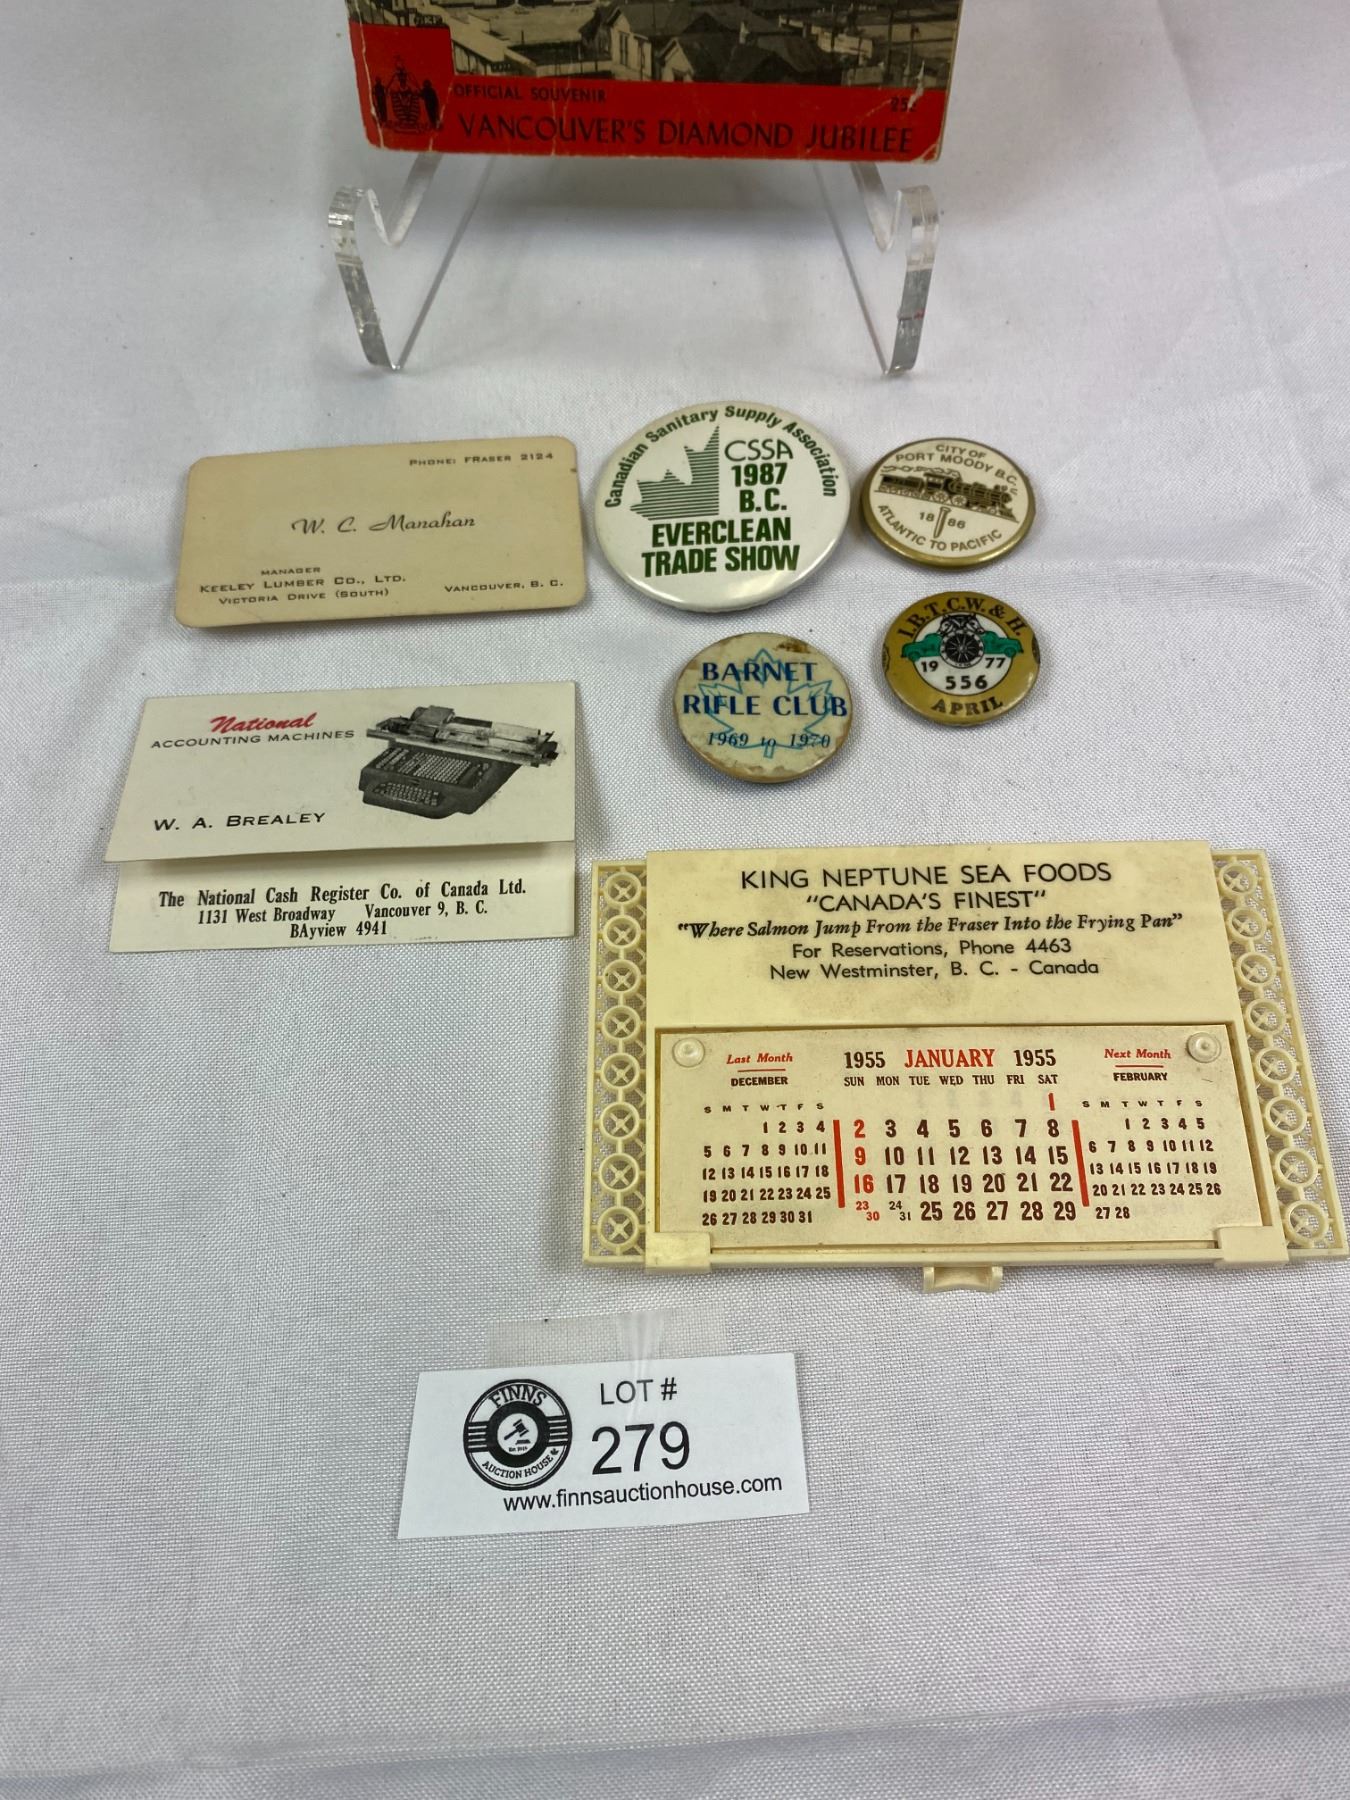 OFFICIAL SOUVENIR 25¢
VANCOUVER'S DIAMOND JUBILEE
PHONE: FRASER 2124
W. C. Manahan
MANAGER
KEELEY LUMBER CO., LTD.
VICTORIA DRIVE (SOUTH)
VANCOUVER, B. C.
Canadian Sanitary Supply Association
CSSA
1987
B.C.
EVERCLEAN
TRADE SHOW
CITY OF
PORT MOODY B.C.
1886
ATLANTIC TO PACIFIC
I.B.T.C.W. & H.
1977
556
APRIL
BARNET
RIFLE CLUB
1969 to 1970
National
ACCOUNTING MACHINES
W. A. BREALEY
The National Cash Register Co. of Canada Ltd.
1131 West Broadway Vancouver 9, B. C.
BAyview 4941
KING NEPTUNE SEA FOODS
"CANADA'S FINEST"
"Where Salmon Jump From the Fraser Into the Frying Pan"
For Reservations, Phone 4463
New Westminster, B. C. - Canada
Last Month
DECEMBER
S M T W T F S
1 2 3 4
5 6 7 8 9 10 11
12 13 14 15 16 17 18
19 20 21 22 23 24 25
26 27 28 29 30 31
1955 JANUARY 1955
SUN MON TUE WED THU FRI SAT
1
2 3 4 5 6 7 8
9 10 11 12 13 14 15
16 17 18 19 20 21 22
23 30 24 31 25 26 27 28 29
Next Month
FEBRUARY
S M T W T F S
1 2 3 4 5
6 7 8 9 10 11 12
13 14 15 16 17 18 19
20 21 22 23 24 25 26
27 28
FINNS
AUCTION HOUSE
LOT #
279
www.finnsauctionhouse.com